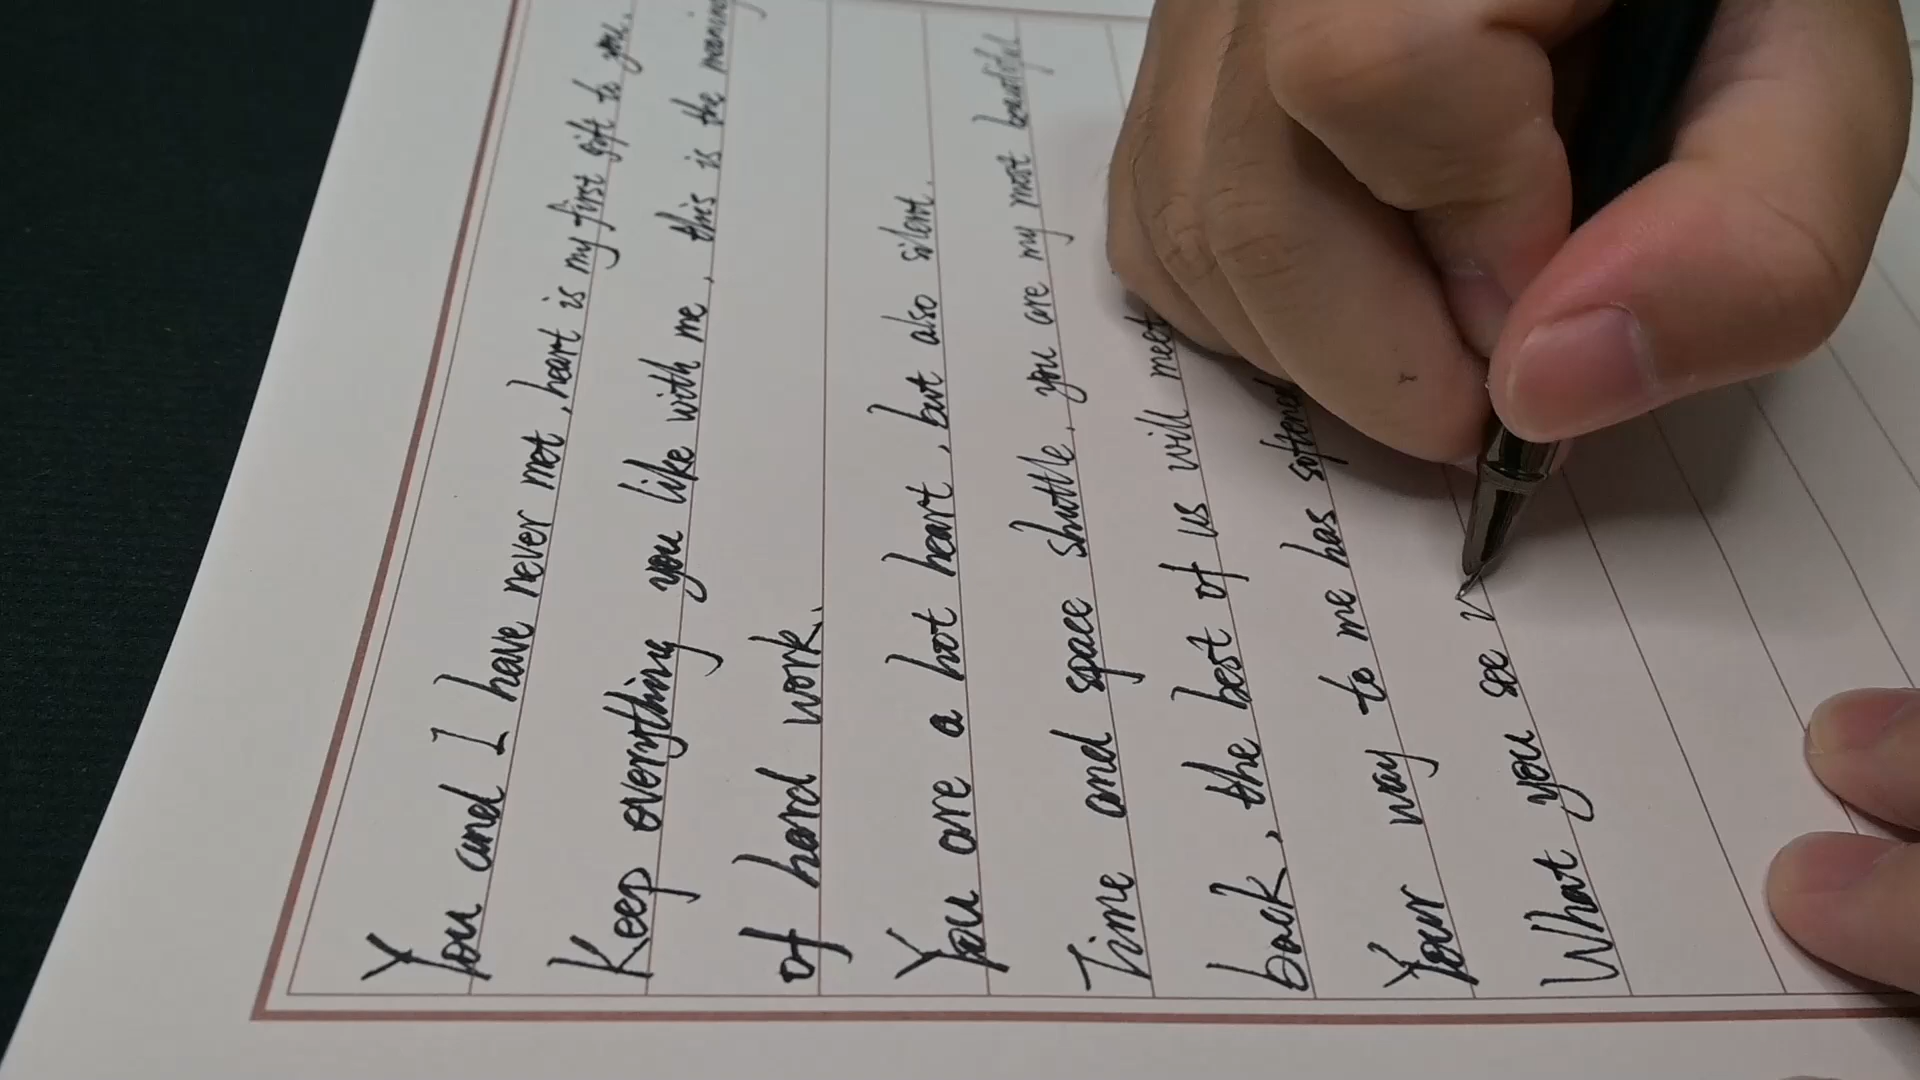 You and I have never met, heart is my first gift to you.
Keep everything you like with me, this is the meaning
of hard work.
You are a hot heart, but also silent.
Time and space shuttle, you are my most beautiful
back, the best of us will meet
Your way to me has softened
What you see